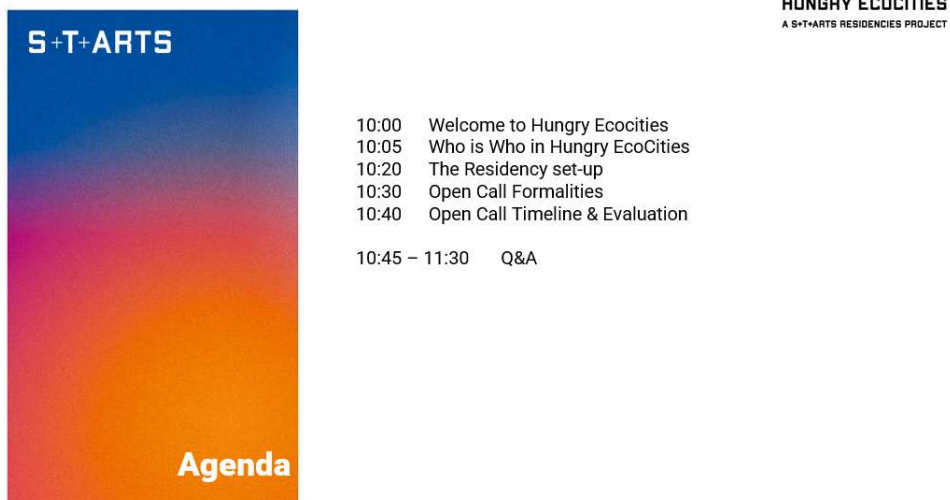 S+T+ARTS
HUNGRY ECOCITIES
A S+T+ARTS RESIDENCIES PROJECT
10:00 Welcome to Hungry Ecocities
10:05 Who is Who in Hungry EcoCities
10:20 The Residency set-up
10:30 Open Call Formalities
10:40 Open Call Timeline & Evaluation
10:45 – 11:30 Q&A
Agenda